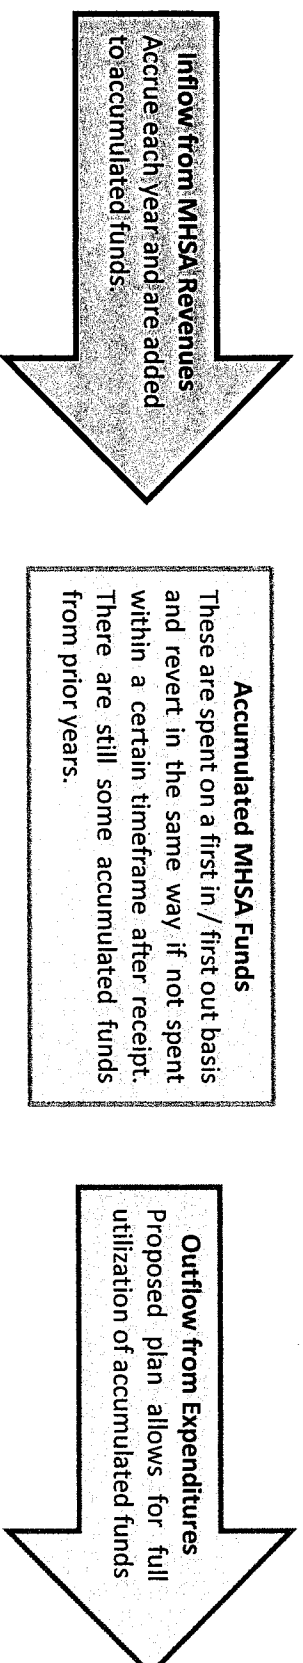 Inflow from MHSA Revenues
Accrue each year and are added
to accumulated funds.
Accumulated MHSA Funds
These are spent on a first in / first out basis
and revert in the same way if not spent
within a certain timeframe after receipt.
There are still some accumulated funds
from prior years.
Outflow from Expenditures
Proposed plan allows for full
utilization of accumulated funds